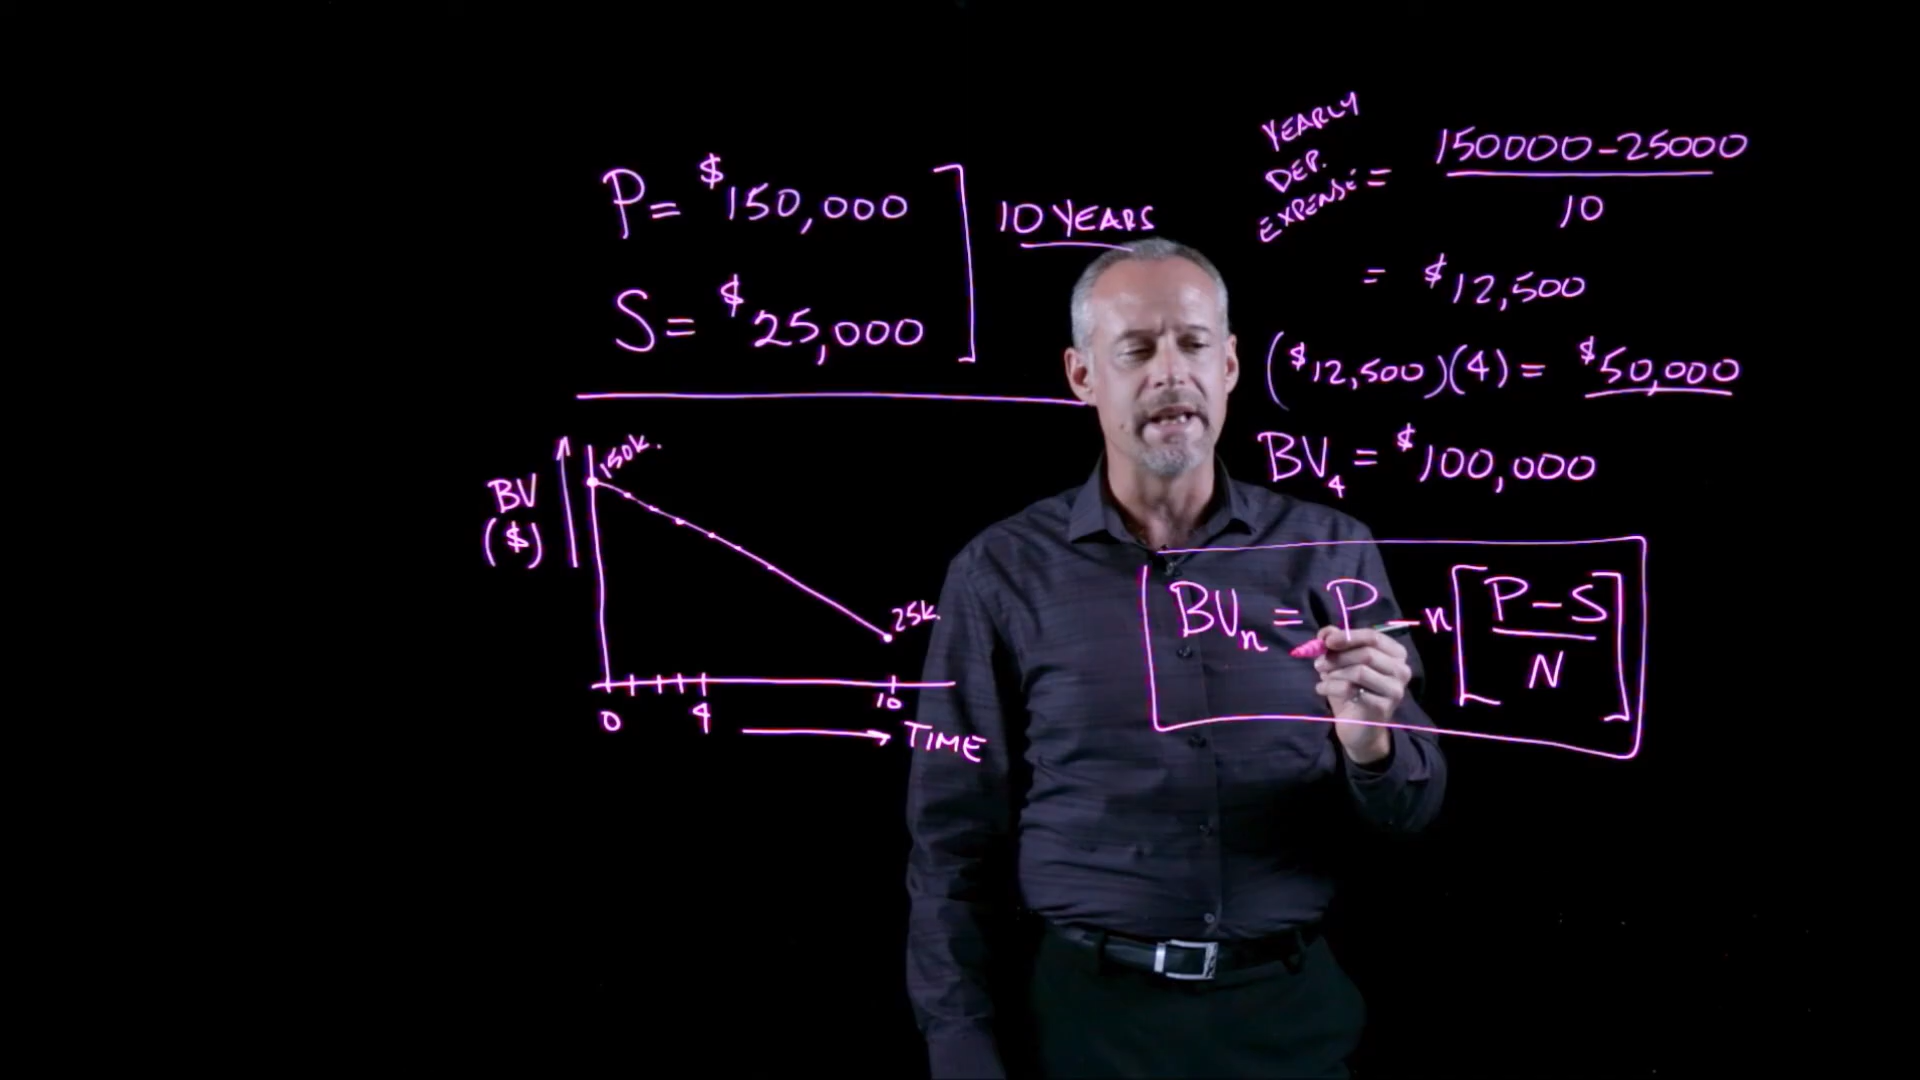 P = $150,000
S = $25,000
10 YEARS
BV
($)
150k.
25k.
0 4 10
TIME
YEARLY
DEP.
EXPENSE = 150000 - 25000
10
= $12,500
($12,500)(4) = $50,000
BV4 = $100,000
BVn = P - n [P - S
N]